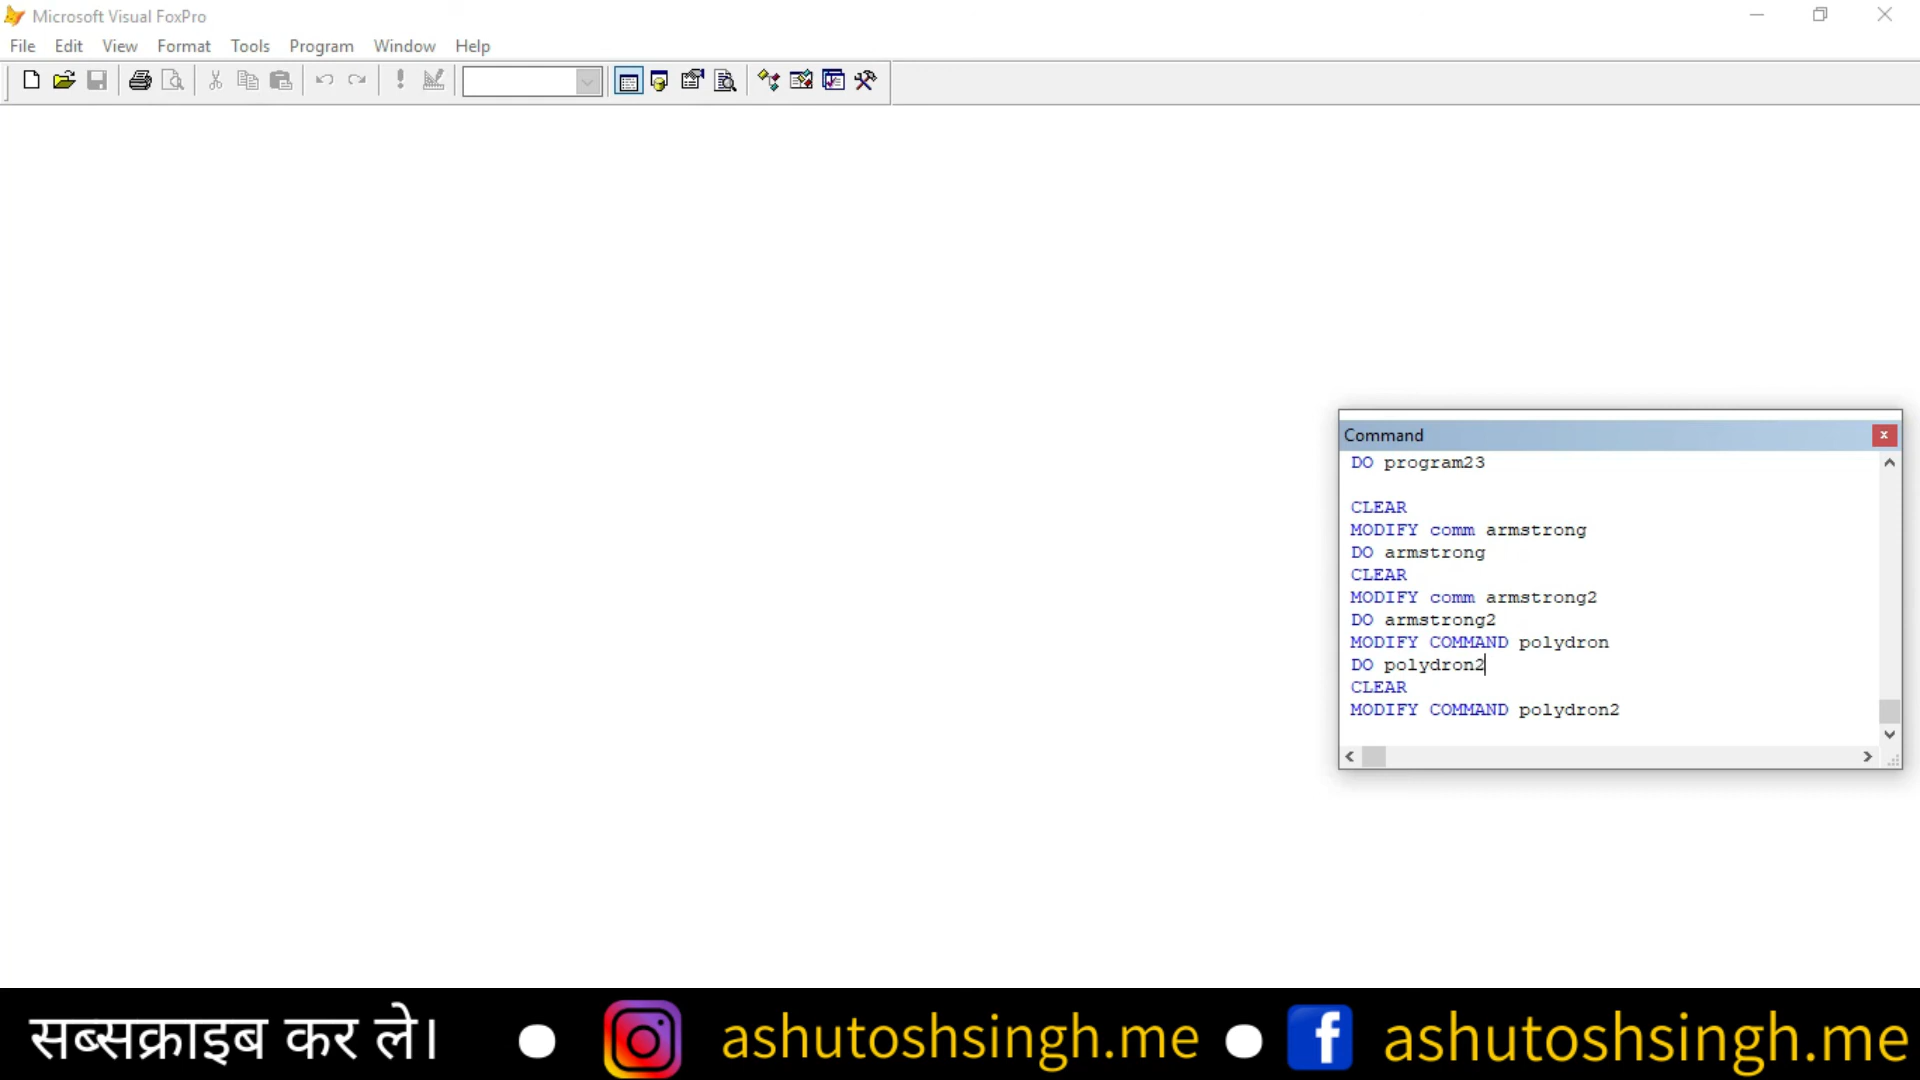 Microsoft Visual FoxPro
File Edit View Format Tools Program Window Help
Command
DO program23
CLEAR
MODIFY comm armstrong
DO armstrong
CLEAR
MODIFY comm armstrong2
DO armstrong2
MODIFY COMMAND polydron
DO polydron2
CLEAR
MODIFY COMMAND polydron2
सब्सक्राइब कर ले। ashutoshsingh.me ashutoshsingh.me